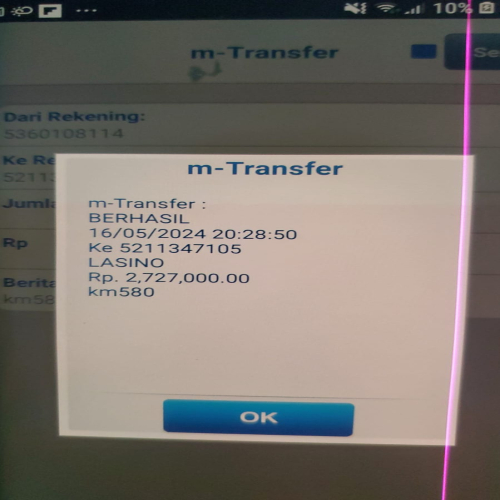 10%
m-Transfer
Se
Dari Rekening:
5360108114
Ke Re
5211
Jumla
Rp
Berita
km58
m-Transfer
m-Transfer :
BERHASIL
16/05/2024 20:28:50
Ke 5211347105
LASINO
Rp. 2,727,000.00
km580
OK